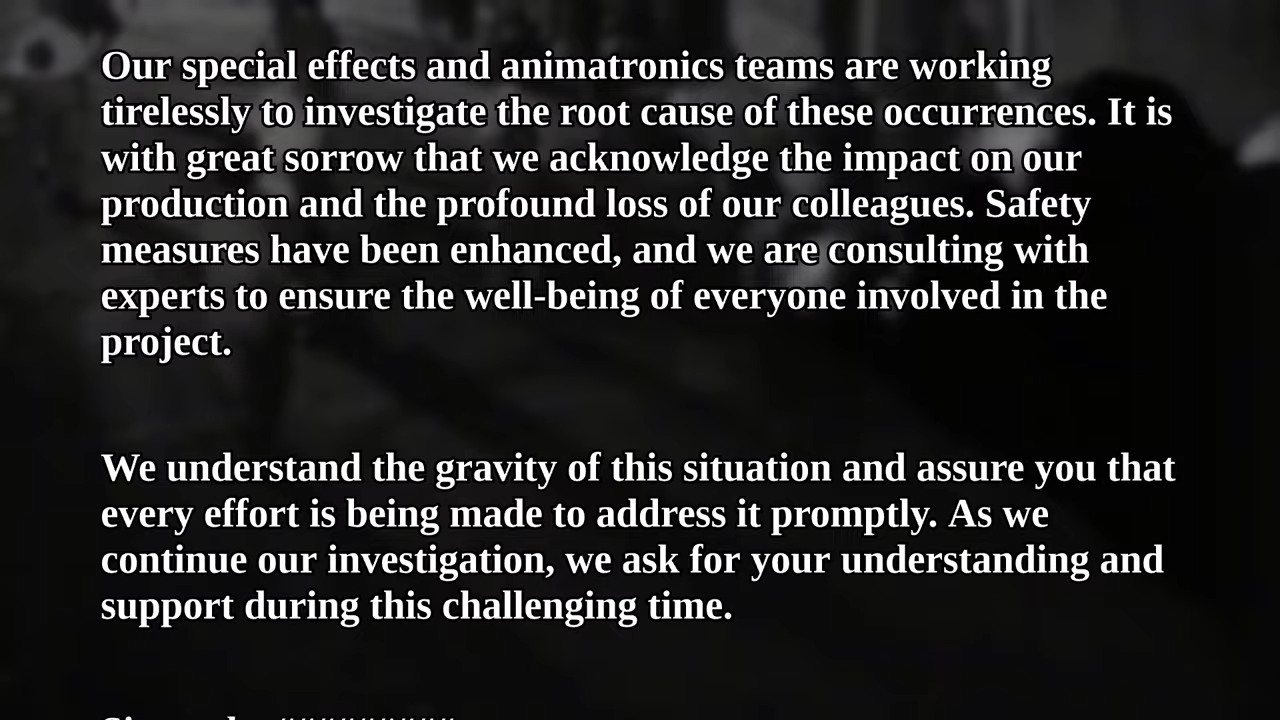 Our special effects and animatronics teams are working
tirelessly to investigate the root cause of these occurrences. It is
with great sorrow that we acknowledge the impact on our
production and the profound loss of our colleagues. Safety
measures have been enhanced, and we are consulting with
experts to ensure the well-being of everyone involved in the
project.
We understand the gravity of this situation and assure you that
every effort is being made to address it promptly. As we
continue our investigation, we ask for your understanding and
support during this challenging time.